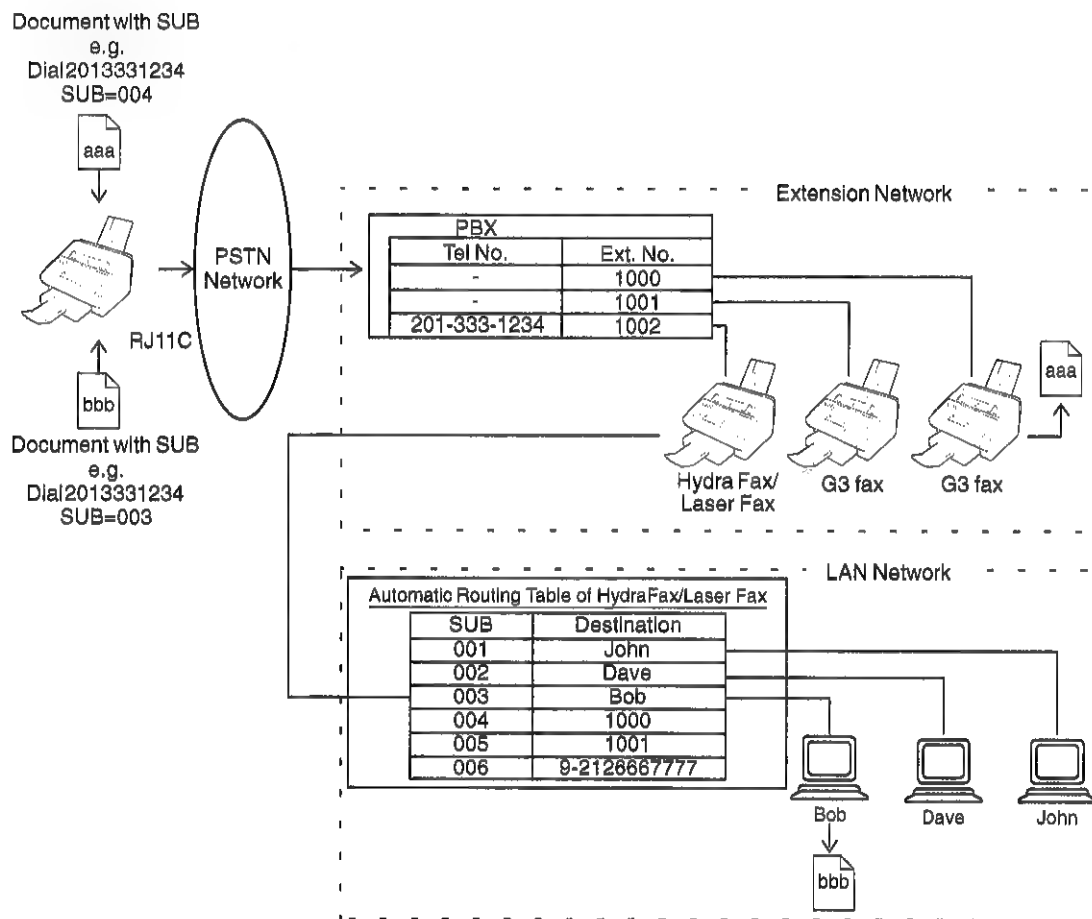 Document with SUB
e.g.
Dial2013331234
SUB=004
aaa
PSTN
Network
RJ11C
bbb
Document with SUB
e.g.
Dial2013331234
SUB=003
Extension Network
PBX
Tel No. Ext. No.
- 1000
- 1001
201-333-1234 1002
aaa
Hydra Fax/
Laser Fax
G3 fax
G3 fax
LAN Network
Automatic Routing Table of HydraFax/Laser Fax
SUB Destination
001 John
002 Dave
003 Bob
004 1000
005 1001
006 9-2126667777
Bob
Dave
John
bbb